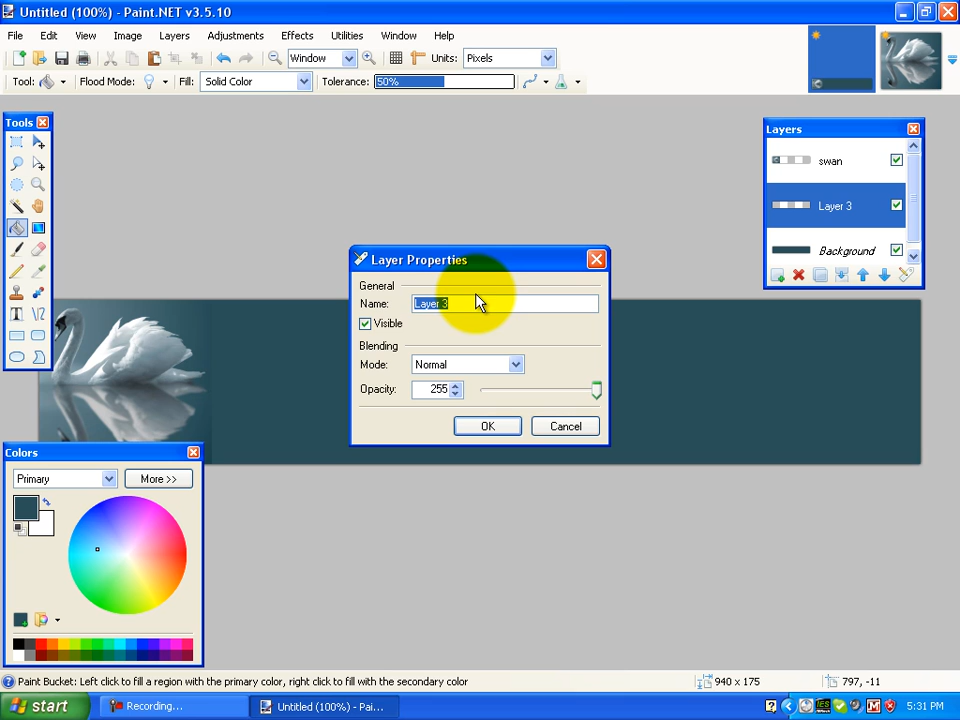 Untitled (100%) - Paint.NET v3.5.10
File Edit View Image Layers Adjustments Effects Utilities Window Help
Window Units: Pixels
Tool: Flood Mode: Fill: Solid Color Tolerance: 50%
Tools
Layers
swan
Layer 3
Background
Layer Properties
General
Name: Layer 3
Visible
Blending
Mode: Normal
Opacity: 255
OK Cancel
Colors
Primary More >>
Paint Bucket: Left click to fill a region with the primary color, right click to fill with the secondary color 940 x 175 797, -11
start Recording... Untitled (100%) - Pai... 5:31 PM